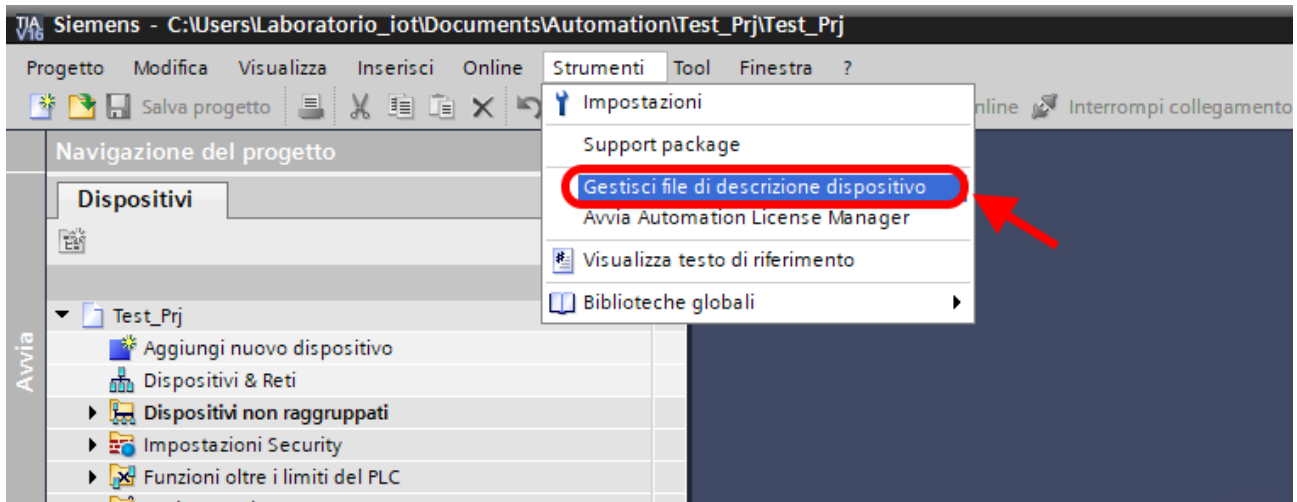 TIA V16 Siemens - C:\Users\Laboratorio_iot\Documents\Automation\Test_Prj\Test_Prj
Progetto Modifica Visualizza Inserisci Online Strumenti Tool Finestra ?
Salva progetto nline Interrompi collegamento
Impostazioni
Support package
Gestisci file di descrizione dispositivo
Avvia Automation License Manager
Visualizza testo di riferimento
Biblioteche globali
Navigazione del progetto
Dispositivi
Test_Prj
Aggiungi nuovo dispositivo
Dispositivi & Reti
Dispositivi non raggruppati
Impostazioni Security
Funzioni oltre i limiti del PLC
Avvia